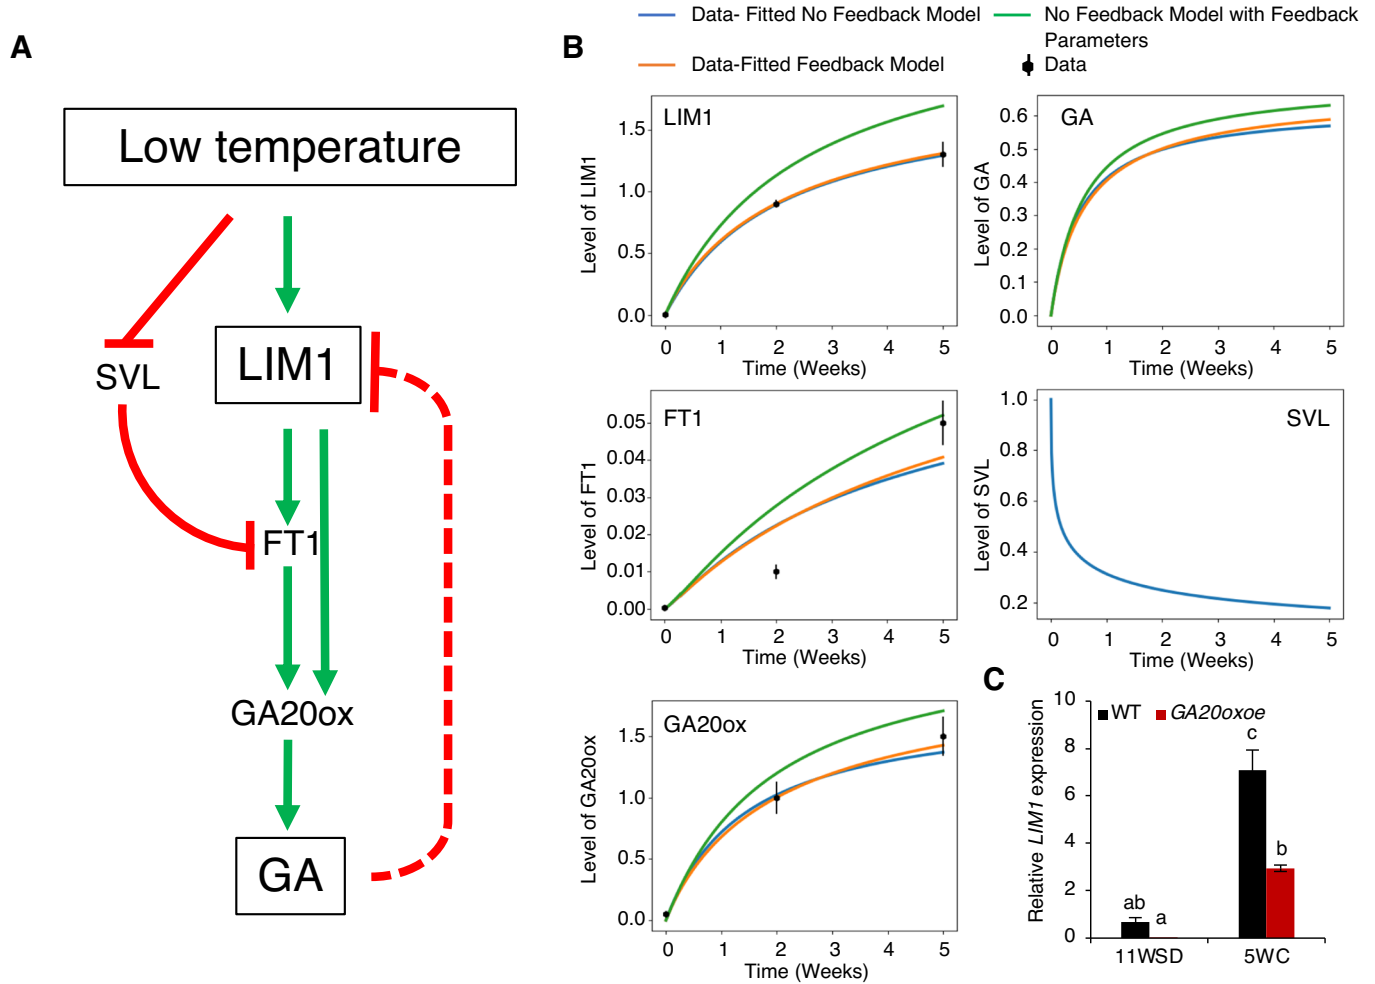 A
Low temperature
SVL
LIM1
FT1
GA20ox
GA
B
Data- Fitted No Feedback Model
No Feedback Model with Feedback
Parameters
Data-Fitted Feedback Model
Data
LIM1
Level of LIM1
1.5
1.0
0.5
0.0
0 1 2 3 4 5
Time (Weeks)
GA
Level of GA
0.6
0.5
0.4
0.3
0.2
0.1
0.0
0 1 2 3 4 5
Time (Weeks)
FT1
Level of FT1
0.05
0.04
0.03
0.02
0.01
0.00
0 1 2 3 4 5
Time (Weeks)
SVL
Level of SVL
1.0
0.8
0.6
0.4
0.2
0 1 2 3 4 5
Time (Weeks)
GA20ox
Level of GA20ox
1.5
1.0
0.5
0.0
0 1 2 3 4 5
Time (Weeks)
C
Relative LIM1 expression
10
8
6
4
2
0
WT GA20oxoe
ab a
c
b
11WSD 5WC